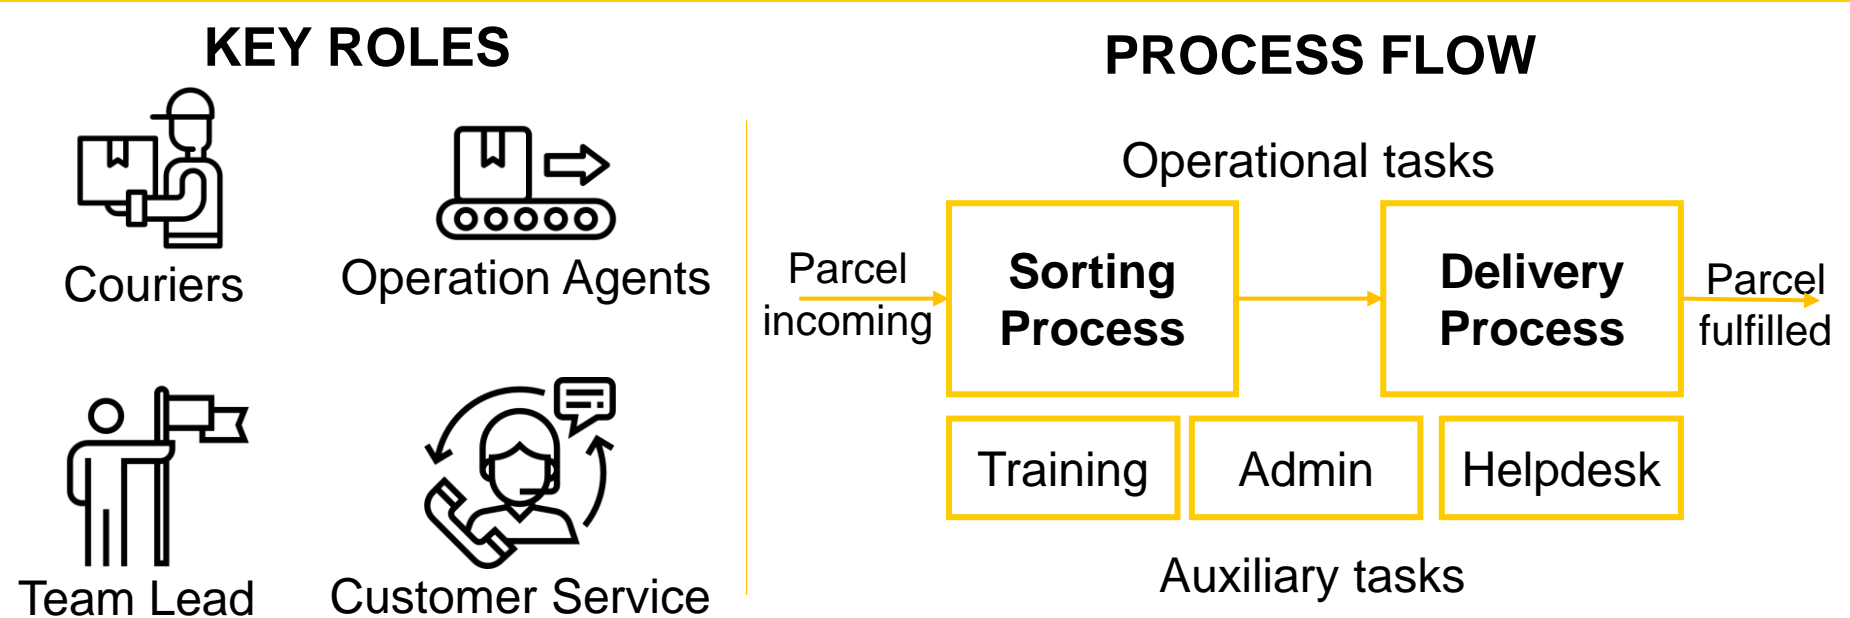 KEY ROLES
Couriers
Operation Agents
Team Lead
Customer Service
PROCESS FLOW
Operational tasks
Parcel
incoming
Sorting
Process
Delivery
Process
Parcel
fulfilled
Training
Admin
Helpdesk
Auxiliary tasks